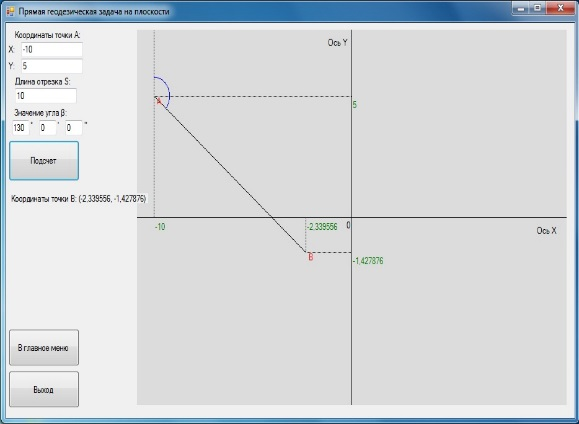 Прямая геодезическая задача на плоскости
Координаты точки А:
X: -10
Y: 5
Длина отрезка S:
10
Значение угла β:
130 ° 0 ' 0 "
Подсчет
Координаты точки В: (-2,339556, -1,427876)
В главное меню
Выход
Ось Y
A
5
-10
-2,339556
0
Ось X
B
-1,427876